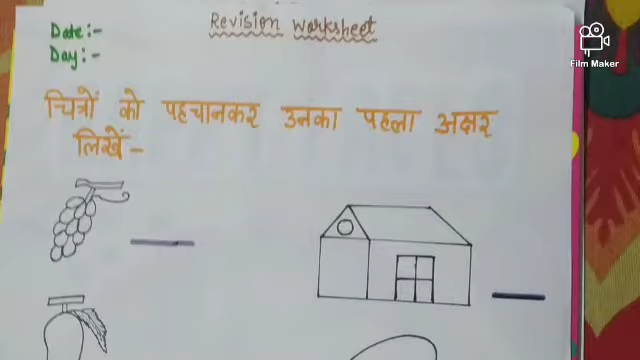 Revision Worksheet
Date:-
Day:-
Film Maker
चित्रों को पहचानकर उनका पहला अक्षर
लिखें-